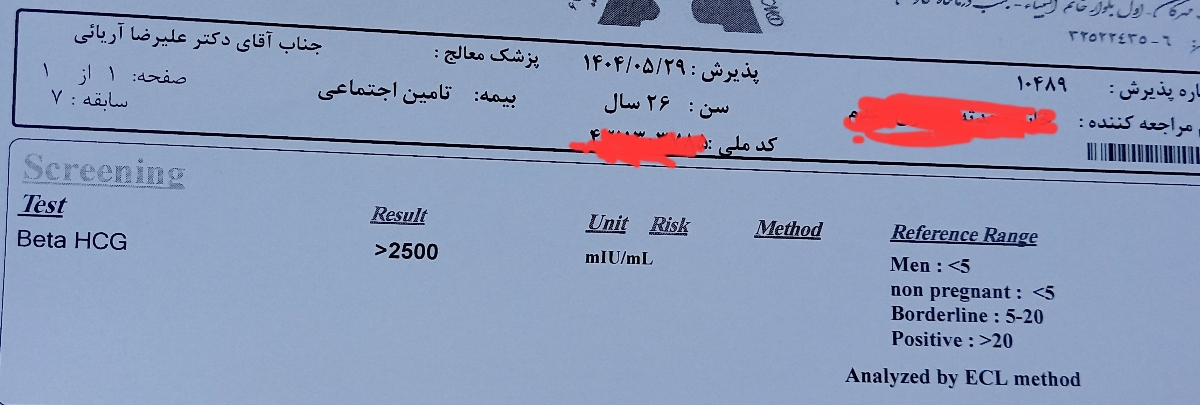 ۳۲۵۲۲۴۳۵-۶
پذیرش : ۱۰۴۸۹
پذیرش : ۱۴۰۴/۰۵/۲۹
پزشک معالج : جناب آقای دکتر علیرضا آریائی
مراجعه کننده :
سن : ۲۶ سال
بیمه: تامین اجتماعی
صفحه: ۱ از ۱
کد ملی :
سابقه : ۷
Screening
Test Result Unit Risk Method Reference Range
Beta HCG >2500 mIU/mL
Men : <5
non pregnant : <5
Borderline : 5-20
Positive : >20
Analyzed by ECL method